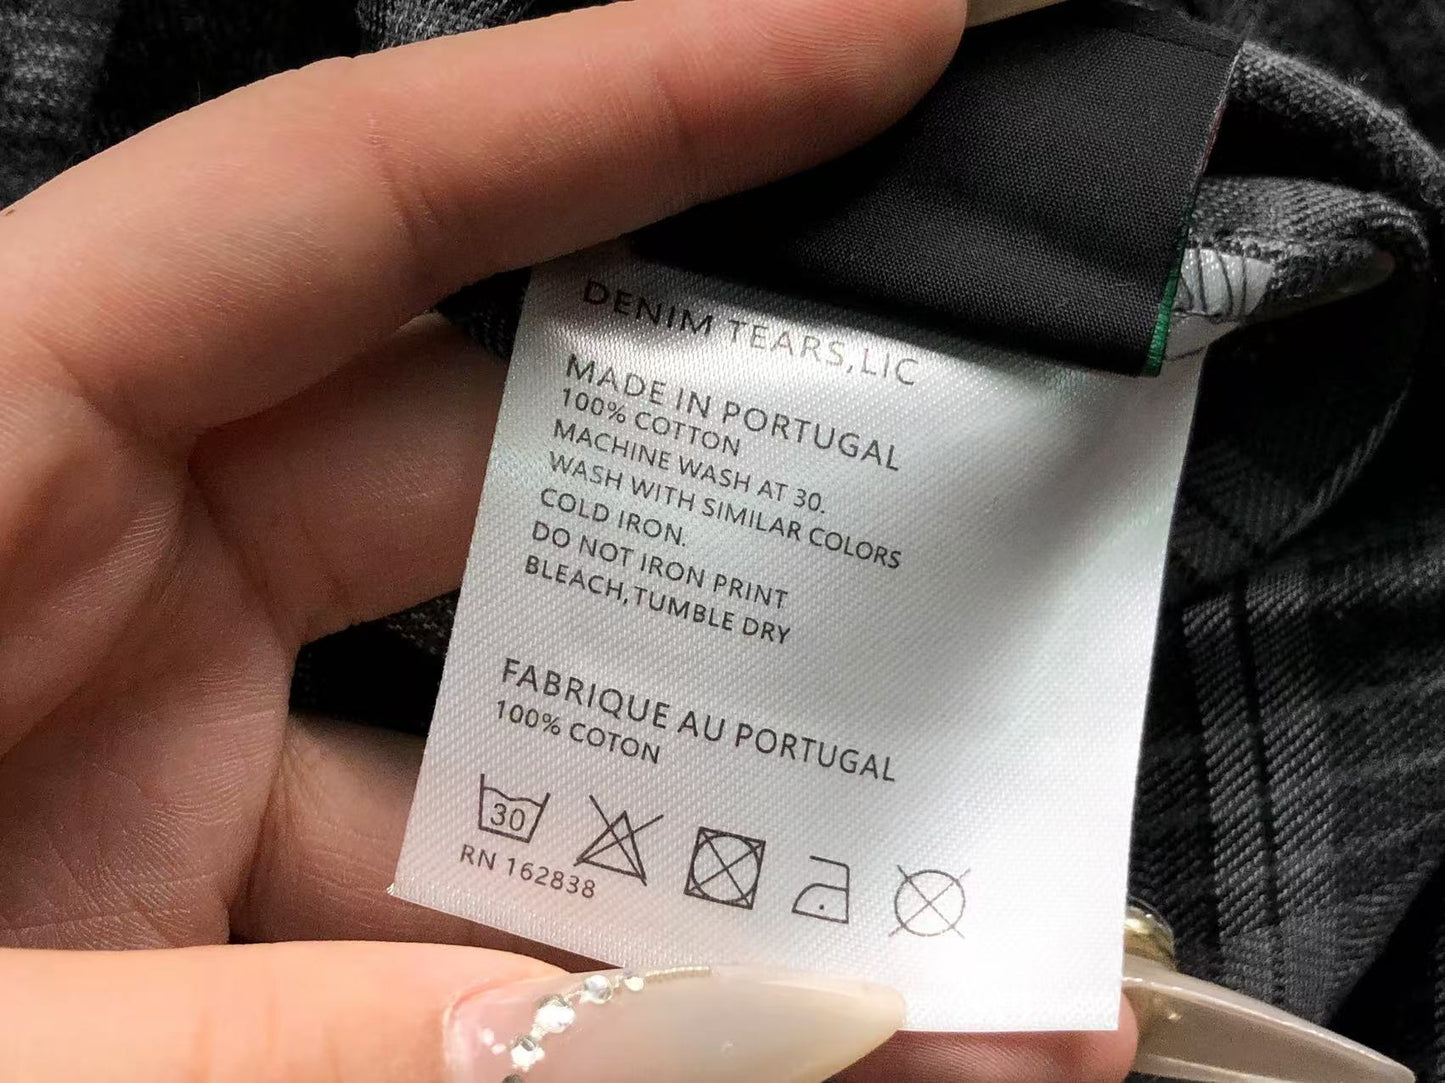 DENIM TEARS,LIC
MADE IN PORTUGAL
100% COTTON
MACHINE WASH AT 30.
WASH WITH SIMILAR COLORS
COLD IRON.
DO NOT IRON PRINT
BLEACH,TUMBLE DRY
FABRIQUE AU PORTUGAL
100% COTON
30
RN 162838